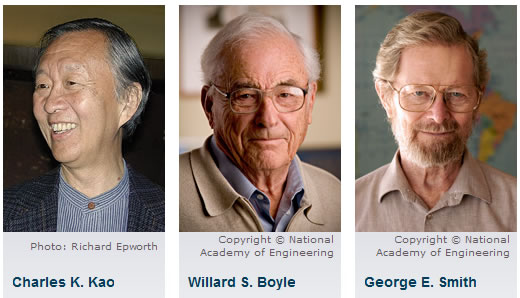 Photo: Richard Epworth
Charles K. Kao
Copyright © National
Academy of Engineering
Willard S. Boyle
Copyright © National
Academy of Engineering
George E. Smith